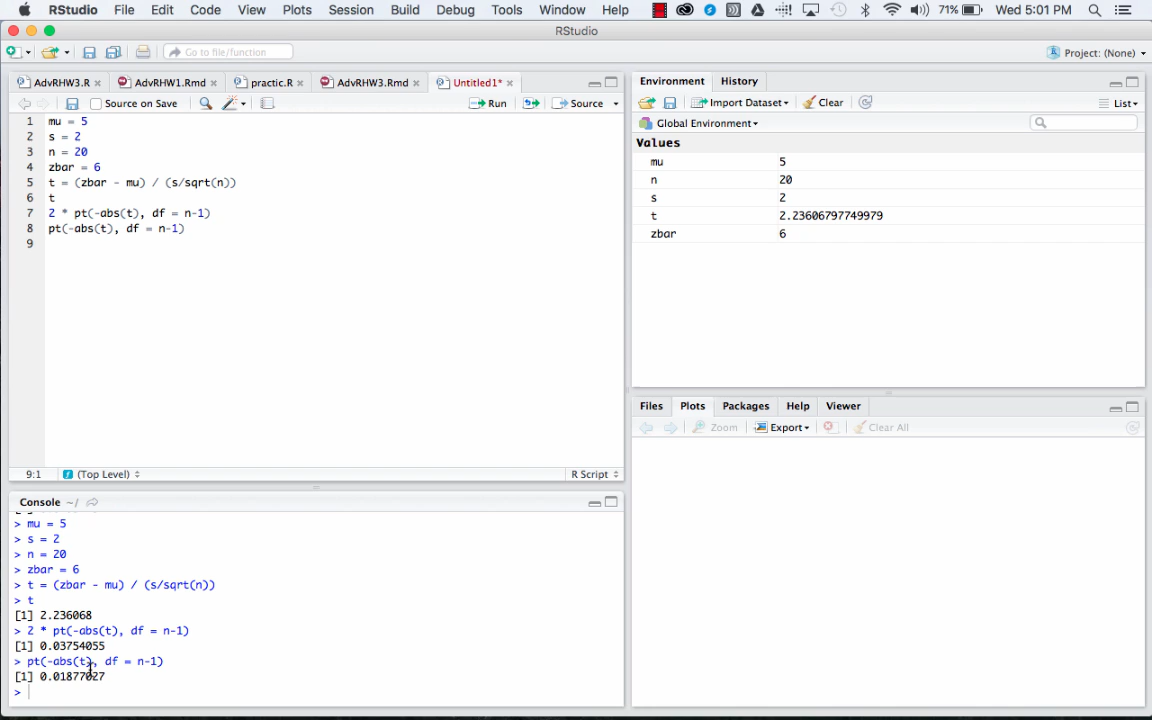 RStudio File Edit Code View Plots Session Build Debug Tools Window Help 71% Wed 5:01 PM
RStudio
Go to file/function Project: (None)
AdvRHW3.R AdvRHW1.Rmd practic.R AdvRHW3.Rmd Untitled1*
Source on Save Run Source
1 mu = 5
2 s = 2
3 n = 20
4 zbar = 6
5 t = (zbar - mu) / (s/sqrt(n))
6 t
7 2 * pt(-abs(t), df = n-1)
8 pt(-abs(t), df = n-1)
9
9:1 (Top Level) R Script
Console ~/
> mu = 5
> s = 2
> n = 20
> zbar = 6
> t = (zbar - mu) / (s/sqrt(n))
> t
[1] 2.236068
> 2 * pt(-abs(t), df = n-1)
[1] 0.03754055
> pt(-abs(t), df = n-1)
[1] 0.01877027
>
Environment History
Import Dataset Clear List
Global Environment
Values
mu 5
n 20
s 2
t 2.23606797749979
zbar 6
Files Plots Packages Help Viewer
Zoom Export Clear All